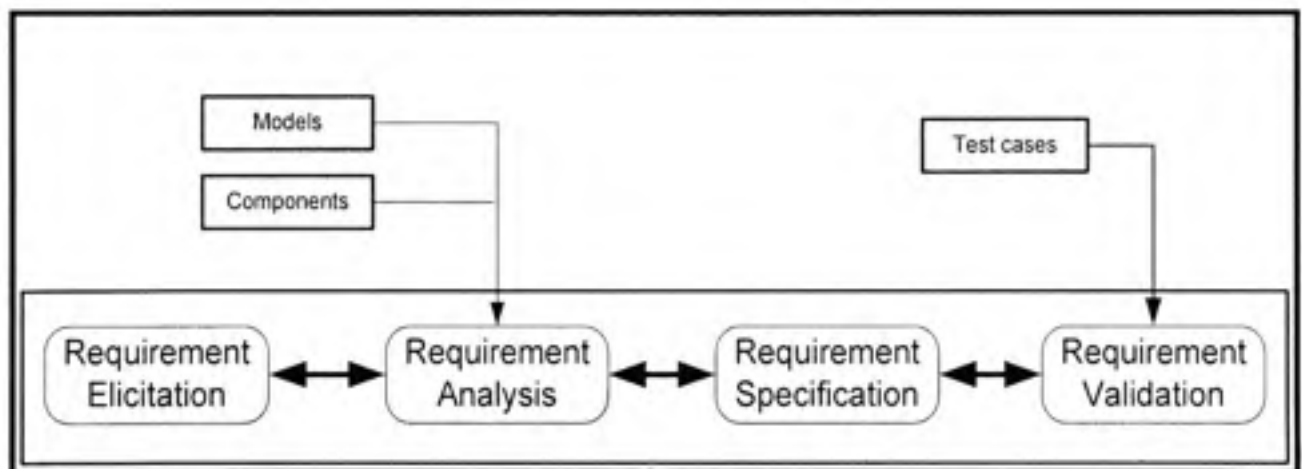 Models
Components
Test cases
Requirement
Elicitation
Requirement
Analysis
Requirement
Specification
Requirement
Validation